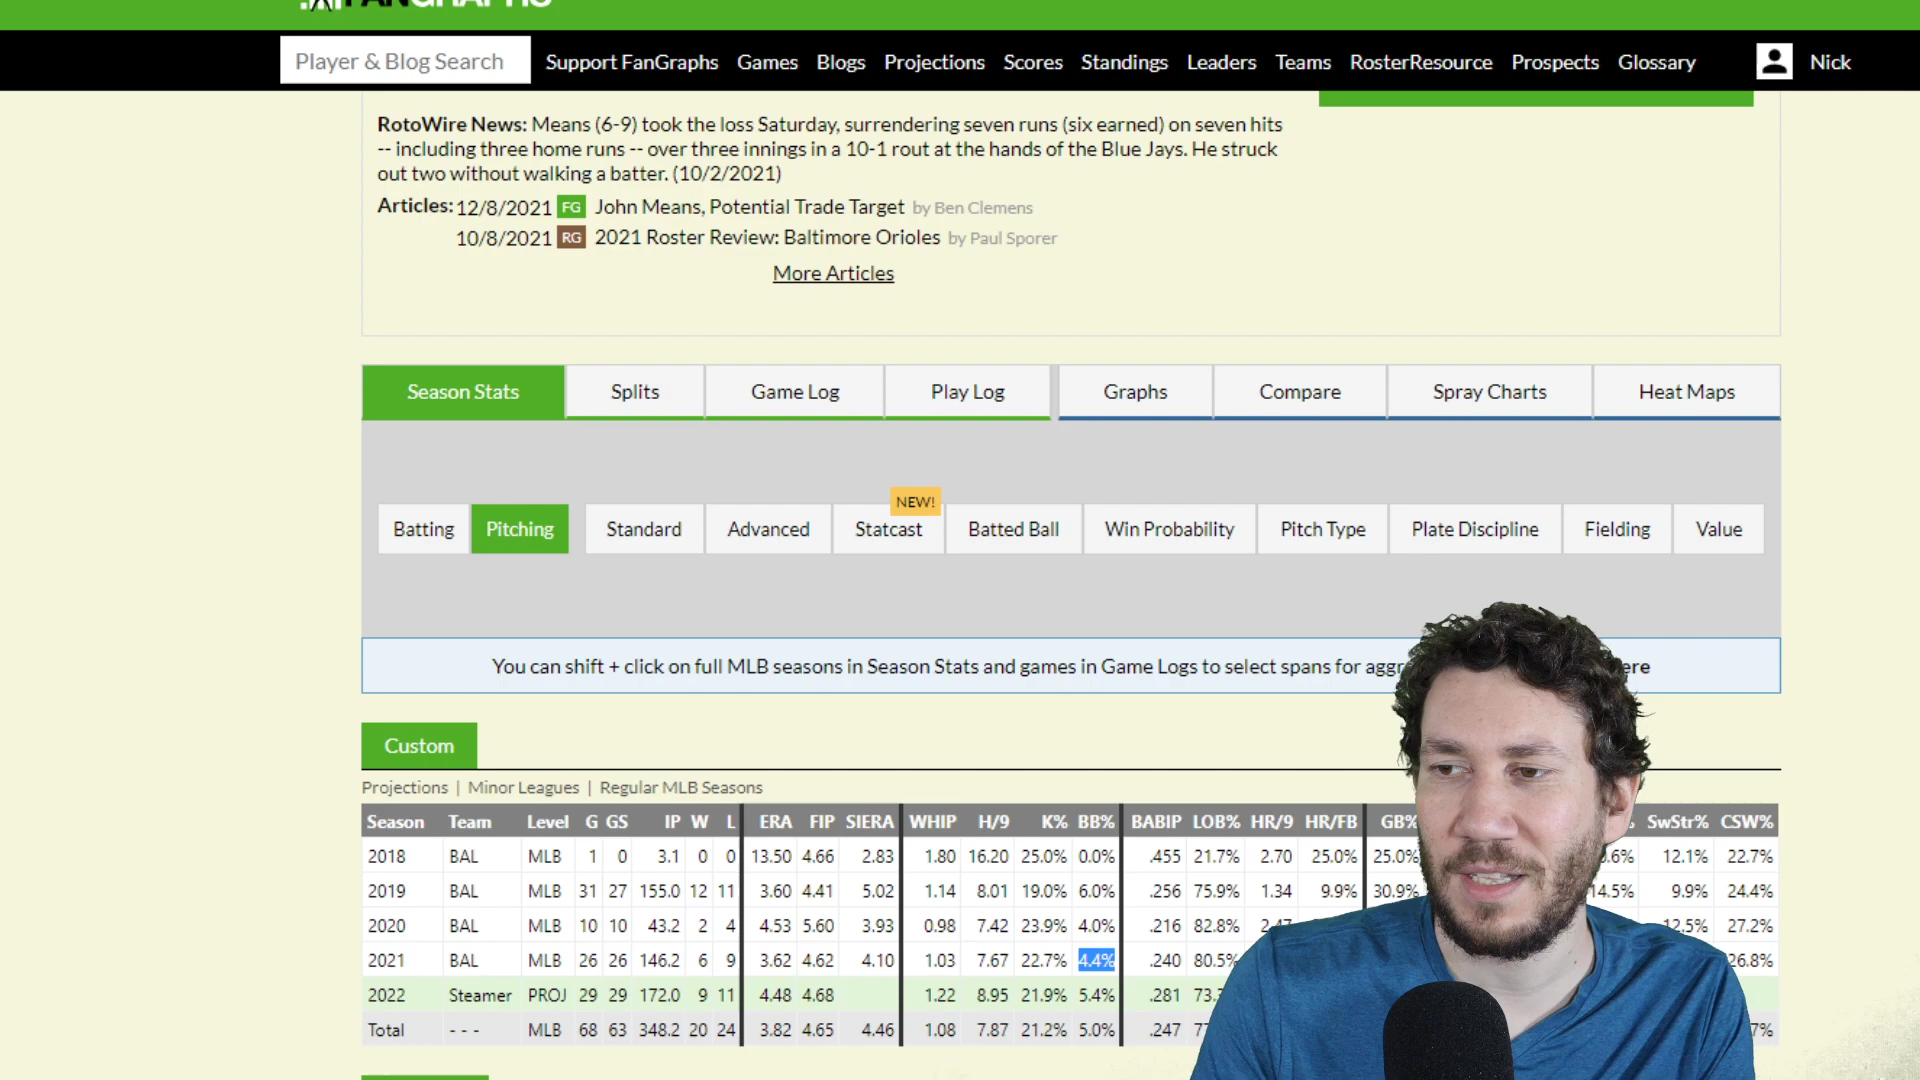 FANGRAPHS
Player & Blog Search Support FanGraphs Games Blogs Projections Scores Standings Leaders Teams RosterResource Prospects Glossary Nick
RotoWire News: Means (6-9) took the loss Saturday, surrendering seven runs (six earned) on seven hits
-- including three home runs -- over three innings in a 10-1 rout at the hands of the Blue Jays. He struck
out two without walking a batter. (10/2/2021)
Articles: 12/8/2021 FG John Means, Potential Trade Target by Ben Clemens
10/8/2021 RG 2021 Roster Review: Baltimore Orioles by Paul Sporer
More Articles
Season Stats Splits Game Log Play Log Graphs Compare Spray Charts Heat Maps
NEW!
Batting Pitching Standard Advanced Statcast Batted Ball Win Probability Pitch Type Plate Discipline Fielding Value
You can shift + click on full MLB seasons in Season Stats and games in Game Logs to select spans for
Custom
Projections | Minor Leagues | Regular MLB Seasons
Season Team Level G GS IP W L ERA FIP SIERA WHIP H/9 K% BB% BABIP LOB% HR/9 HR/FB GB% SwStr% CSW%
2018 BAL MLB 1 0 3.1 0 0 13.50 4.66 2.83 1.80 16.20 25.0% 0.0% .455 21.7% 2.70 25.0% 25.0% 12.1% 22.7%
2019 BAL MLB 31 27 155.0 12 11 3.60 4.41 5.02 1.14 8.01 19.0% 6.0% .256 75.9% 1.34 9.9% 30.9% 14.5% 9.9% 24.4%
2020 BAL MLB 10 10 43.2 2 4 4.53 5.60 3.93 0.98 7.42 23.9% 4.0% .216 82.8% 2.47 12.5% 27.2%
2021 BAL MLB 26 26 146.2 6 9 3.62 4.62 4.10 1.03 7.67 22.7% 4.4% .240 80.5% 26.8%
2022 Steamer PROJ 29 29 172.0 9 11 4.48 4.68 1.22 8.95 21.9% 5.4% .281
Total - - - MLB 68 63 348.2 20 24 3.82 4.65 4.46 1.08 7.87 21.2% 5.0% .247